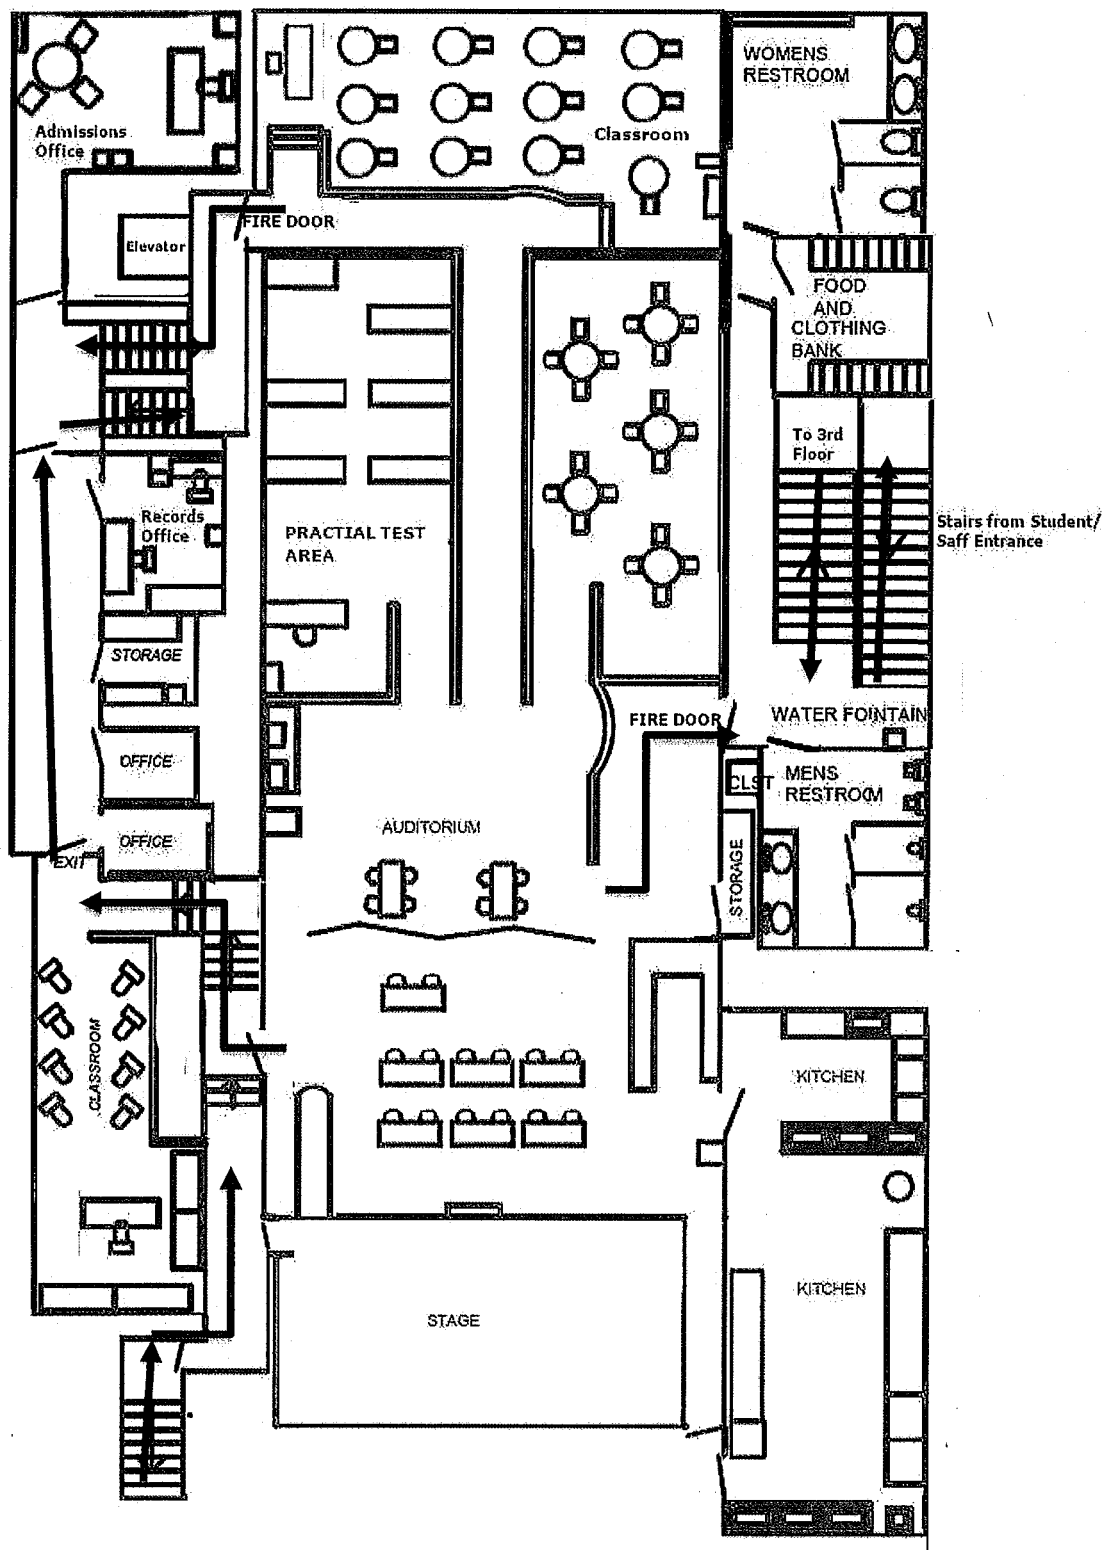 WOMENS
RESTROOM
Admissions
Office
Classroom
FIRE DOOR
Elevator
FOOD
AND
CLOTHING
BANK
To 3rd
Floor
Records
Office
PRACTIAL TEST
AREA
Stairs from Student/
Saff Entrance
STORAGE
FIRE DOOR
WATER FOINTAIN
OFFICE
CLST
MENS
RESTROOM
AUDITORIUM
OFFICE
EXIT
STORAGE
CLASSROOM
KITCHEN
KITCHEN
STAGE